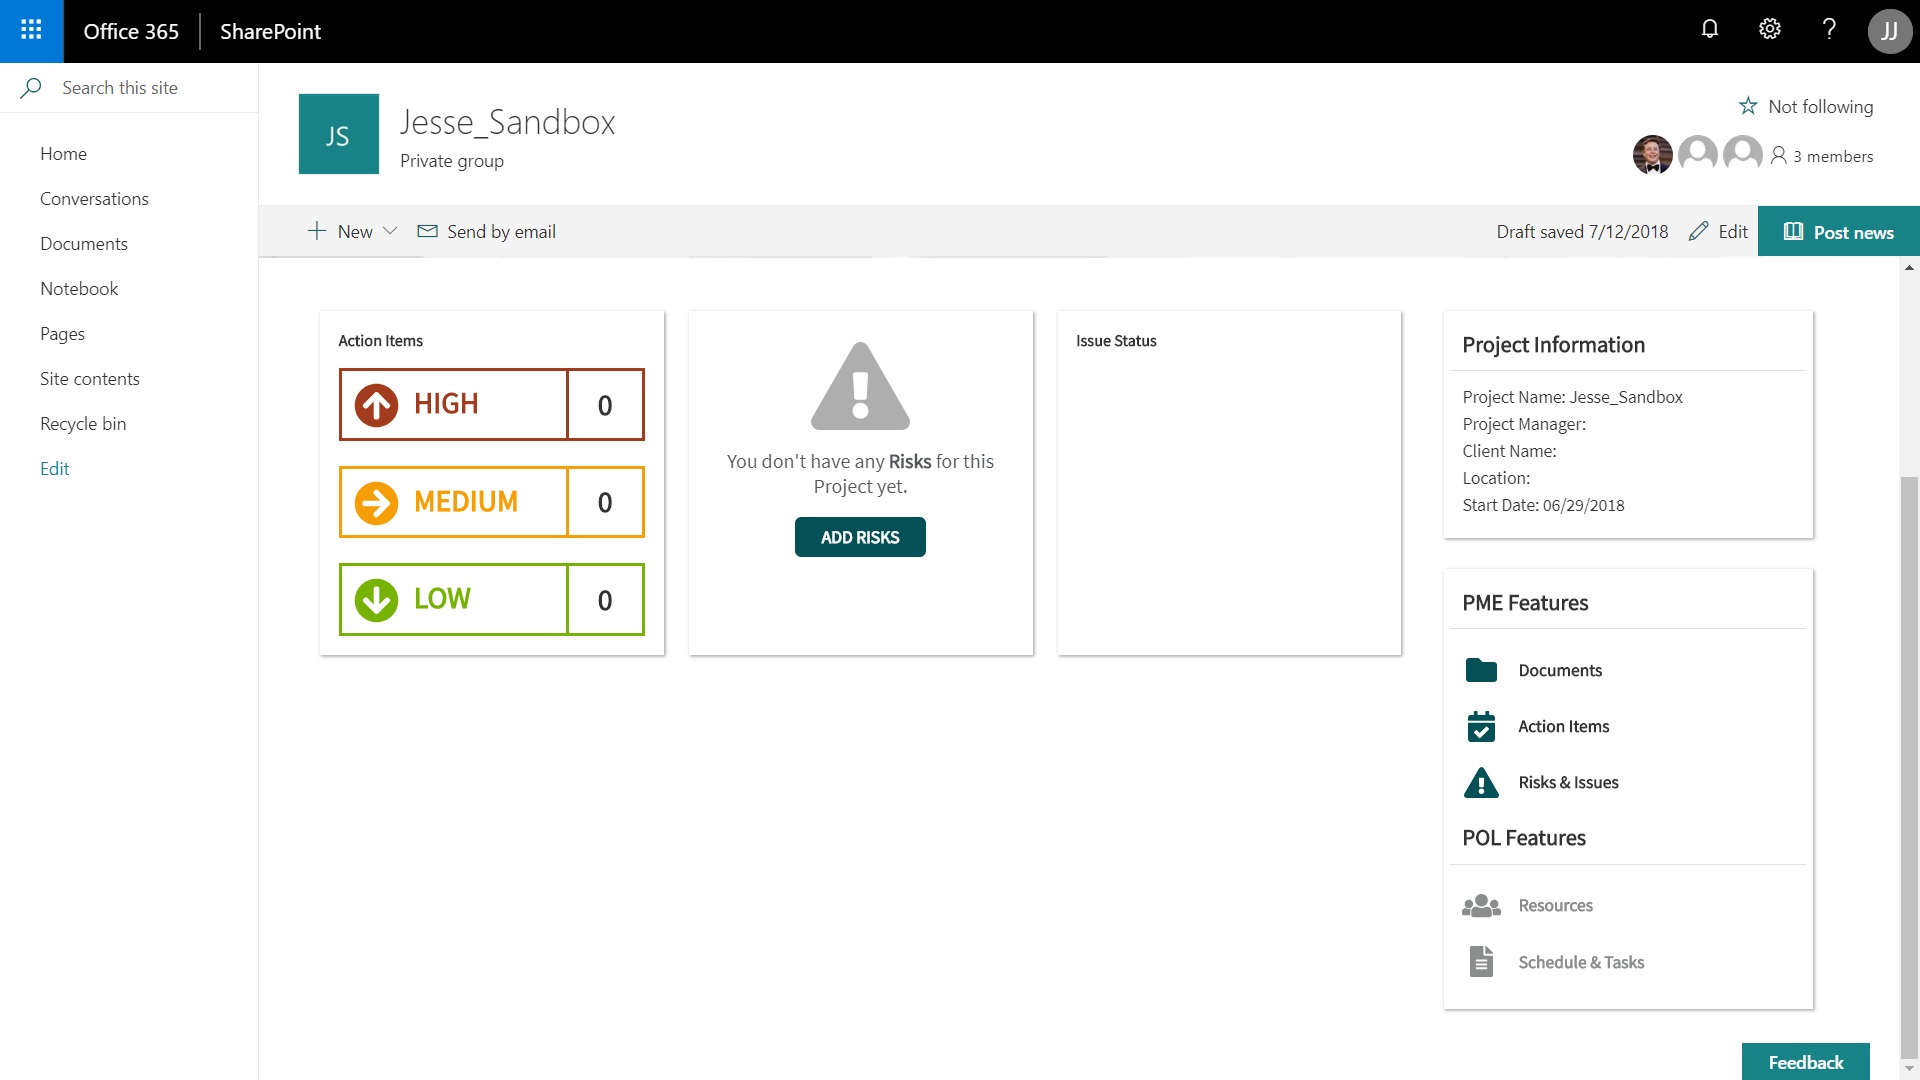 Office 365
SharePoint
?
JJ
Search this site
Home
Conversations
Documents
Notebook
Pages
Site contents
Recycle bin
Edit
JS
Jesse_Sandbox
Private group
Not following
3 members
New
Send by email
Draft saved 7/12/2018
Edit
Post news
Action Items
HIGH 0
MEDIUM 0
LOW 0
You don't have any Risks for this
Project yet.
ADD RISKS
Issue Status
Project Information
Project Name: Jesse_Sandbox
Project Manager:
Client Name:
Location:
Start Date: 06/29/2018
PME Features
Documents
Action Items
Risks & Issues
POL Features
Resources
Schedule & Tasks
Feedback